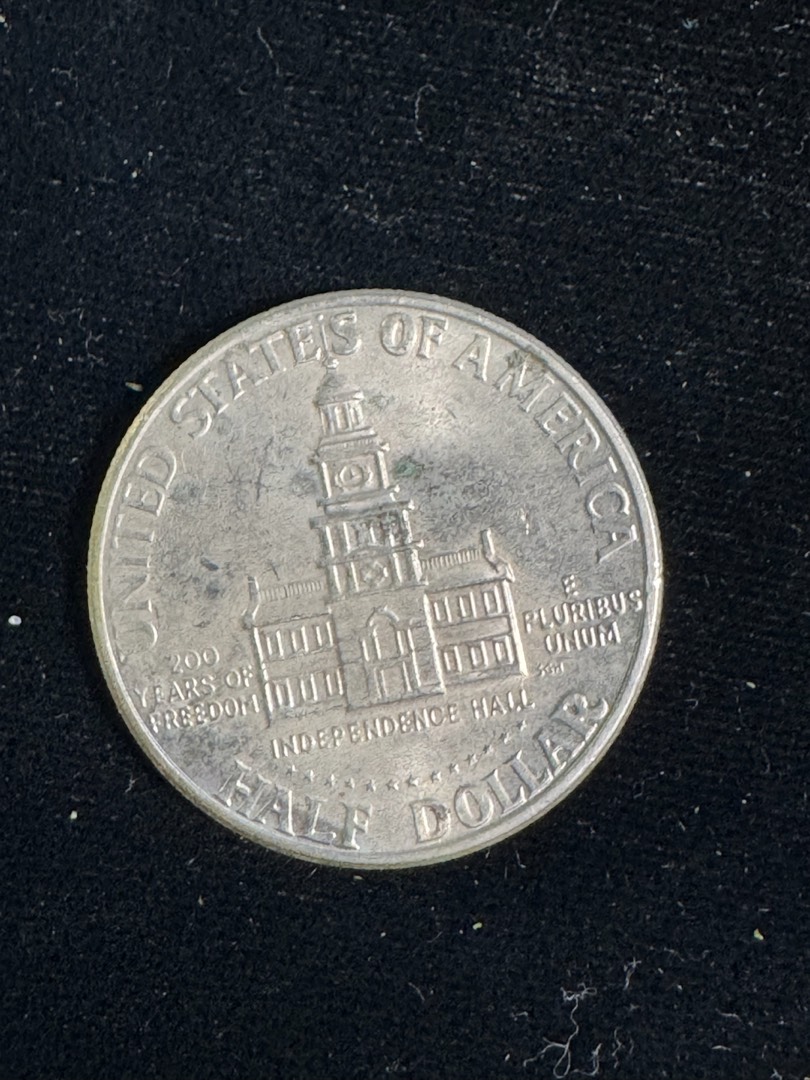 UNITED STATES OF AMERICA
200
YEARS OF
FREEDOM
E
PLURIBUS
UNUM
INDEPENDENCE HALL
HALF DOLLAR